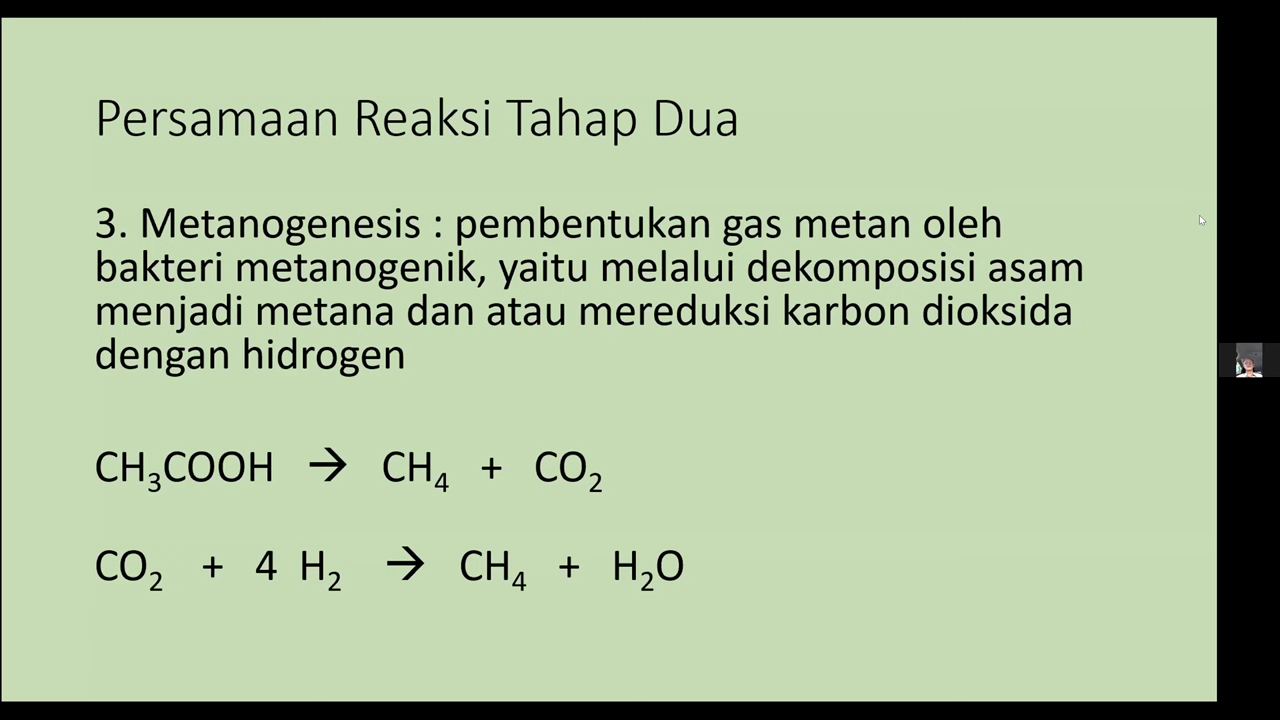 Persamaan Reaksi Tahap Dua
3. Metanogenesis : pembentukan gas metan oleh
bakteri metanogenik, yaitu melalui dekomposisi asam
menjadi metana dan atau mereduksi karbon dioksida
dengan hidrogen
CH₃COOH → CH₄ + CO₂
CO₂ + 4 H₂ → CH₄ + H₂O